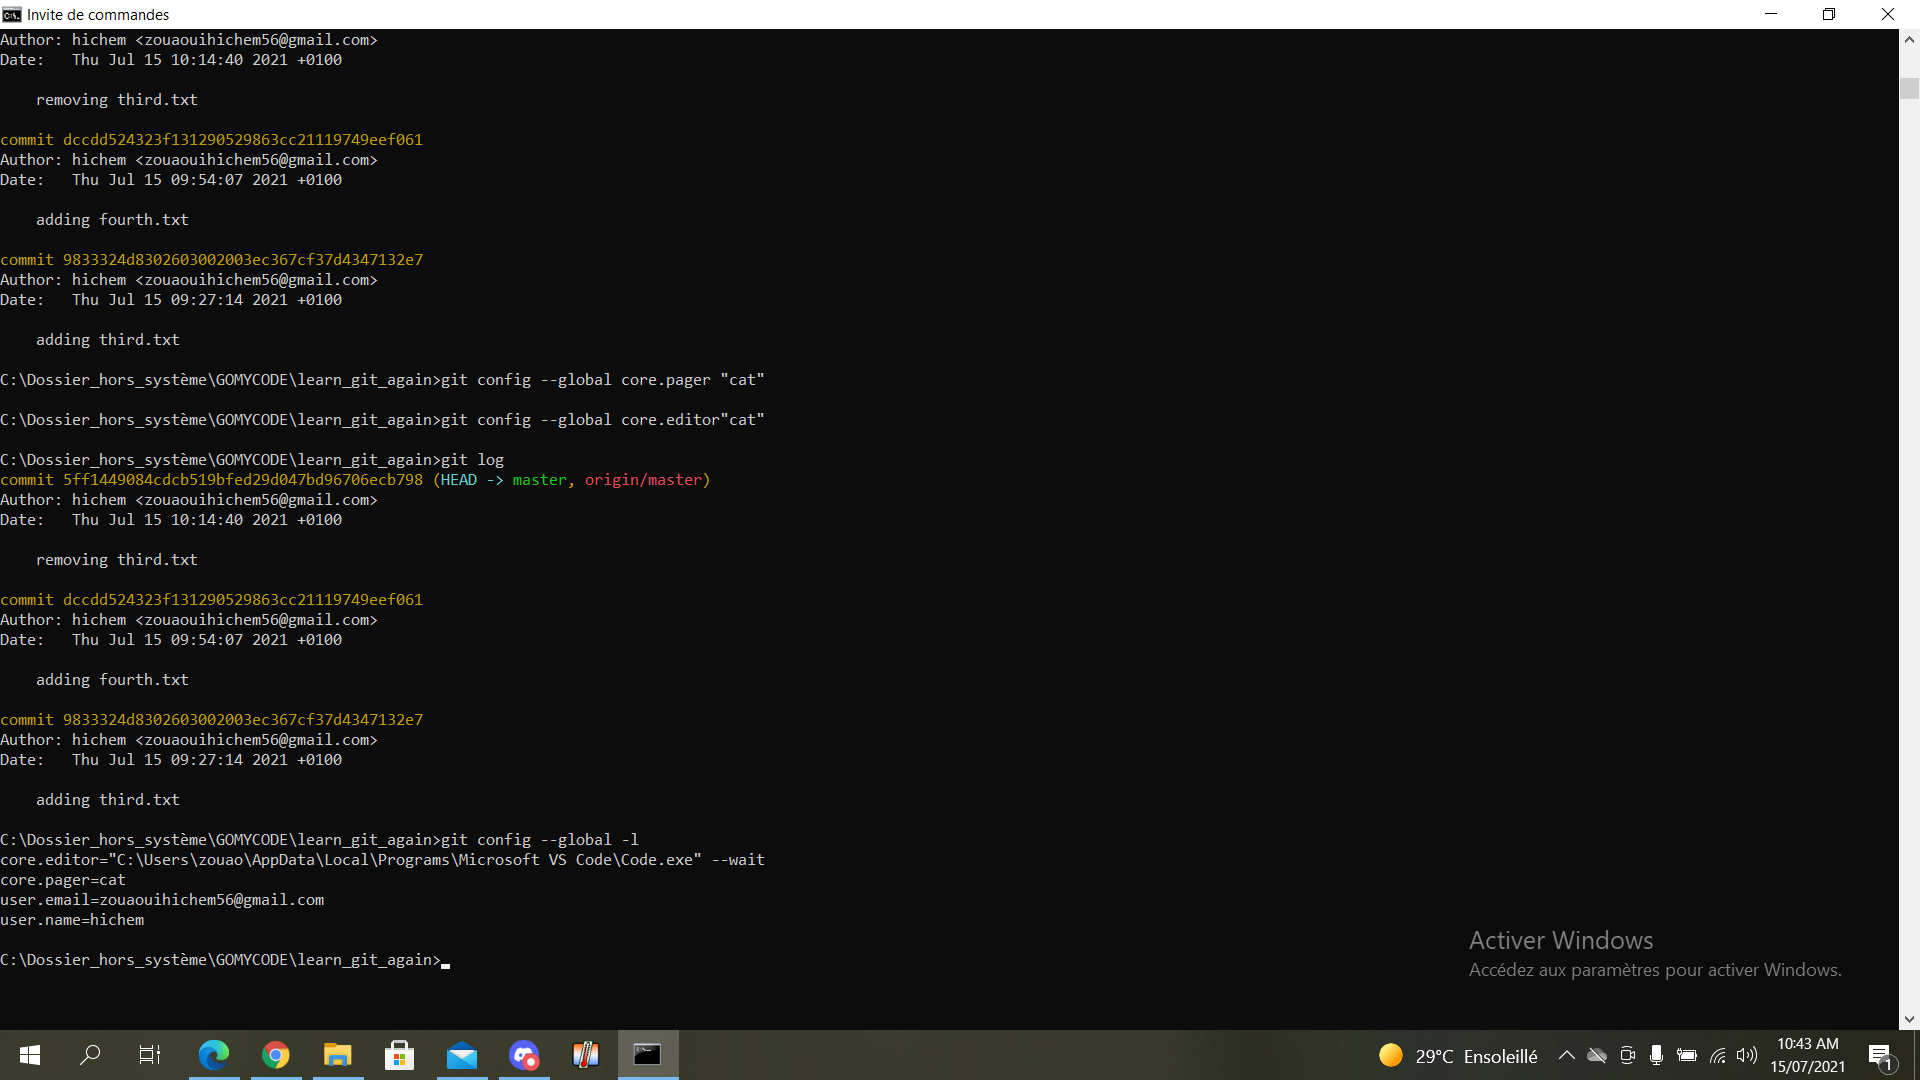 Invite de commandes
Author: hichem <zouaouihichem56@gmail.com>
Date:   Thu Jul 15 10:14:40 2021 +0100
    removing third.txt
commit dccdd524323f131290529863cc21119749eef061
Author: hichem <zouaouihichem56@gmail.com>
Date:   Thu Jul 15 09:54:07 2021 +0100
    adding fourth.txt
commit 9833324d8302603002003ec367cf37d4347132e7
Author: hichem <zouaouihichem56@gmail.com>
Date:   Thu Jul 15 09:27:14 2021 +0100
    adding third.txt
C:\Dossier_hors_système\GOMYCODE\learn_git_again>git config --global core.pager "cat"
C:\Dossier_hors_système\GOMYCODE\learn_git_again>git config --global core.editor"cat"
C:\Dossier_hors_système\GOMYCODE\learn_git_again>git log
commit 5ff1449084cdcb519bfed29d047bd96706ecb798 (HEAD -> master, origin/master)
Author: hichem <zouaouihichem56@gmail.com>
Date:   Thu Jul 15 10:14:40 2021 +0100
    removing third.txt
commit dccdd524323f131290529863cc21119749eef061
Author: hichem <zouaouihichem56@gmail.com>
Date:   Thu Jul 15 09:54:07 2021 +0100
    adding fourth.txt
commit 9833324d8302603002003ec367cf37d4347132e7
Author: hichem <zouaouihichem56@gmail.com>
Date:   Thu Jul 15 09:27:14 2021 +0100
    adding third.txt
C:\Dossier_hors_système\GOMYCODE\learn_git_again>git config --global -l
core.editor="C:\Users\zouao\AppData\Local\Programs\Microsoft VS Code\Code.exe" --wait
core.pager=cat
user.email=zouaouihichem56@gmail.com
user.name=hichem
C:\Dossier_hors_système\GOMYCODE\learn_git_again>
Activer Windows
Accédez aux paramètres pour activer Windows.
29°C Ensoleillé
10:43 AM
15/07/2021
1